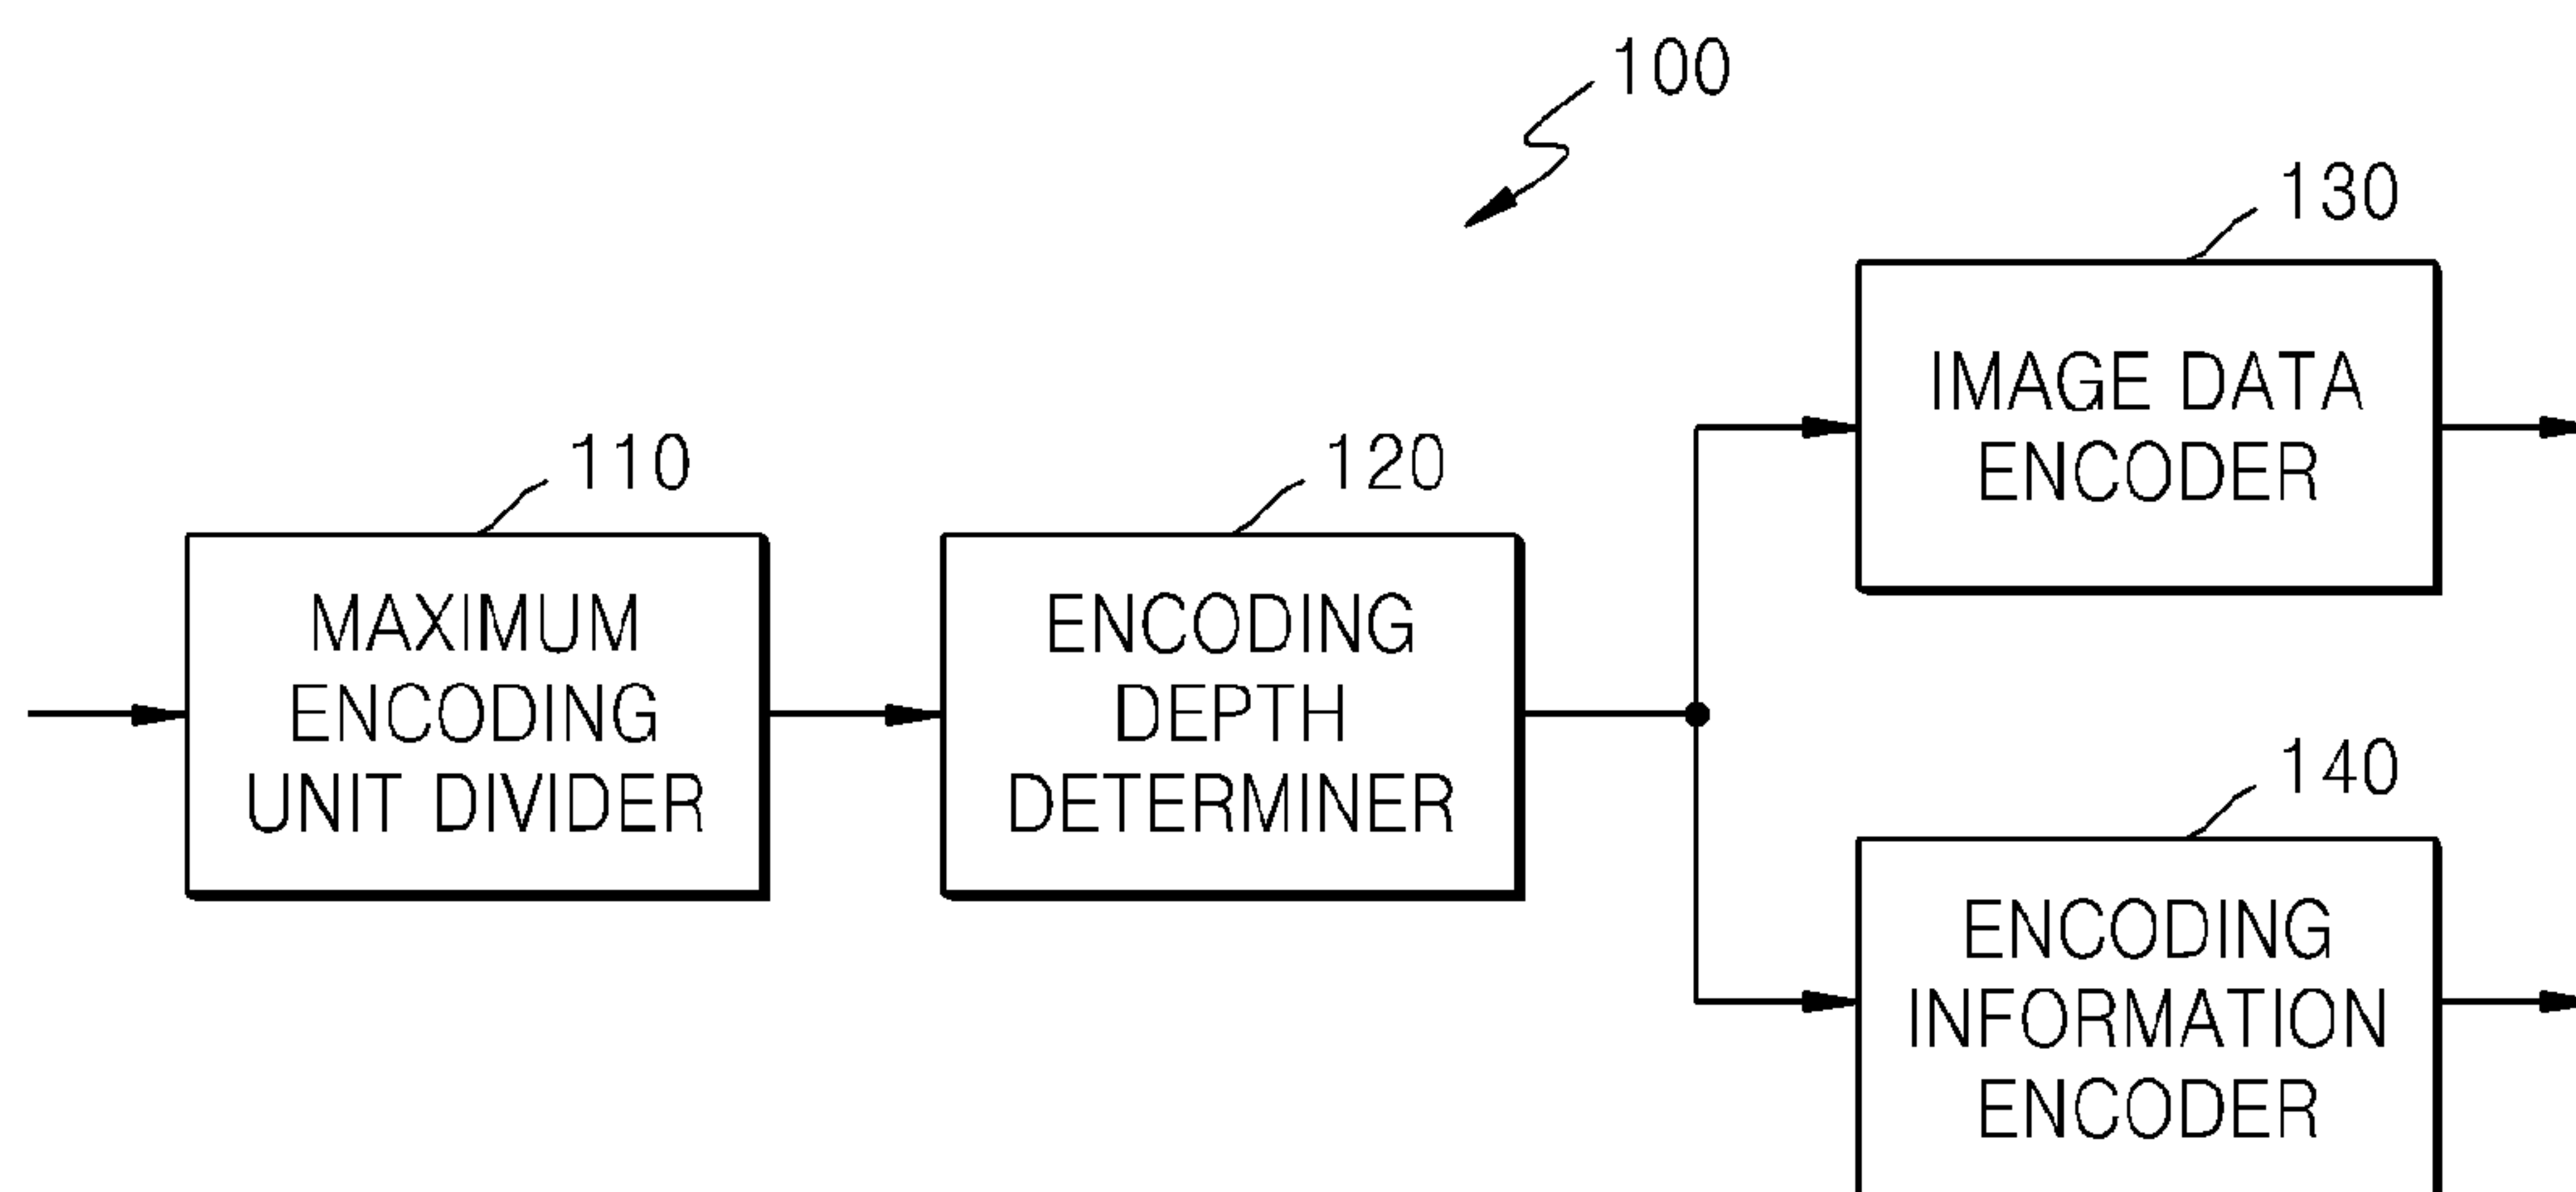 100
110
MAXIMUM
ENCODING
UNIT DIVIDER
120
ENCODING
DEPTH
DETERMINER
130
IMAGE DATA
ENCODER
140
ENCODING
INFORMATION
ENCODER